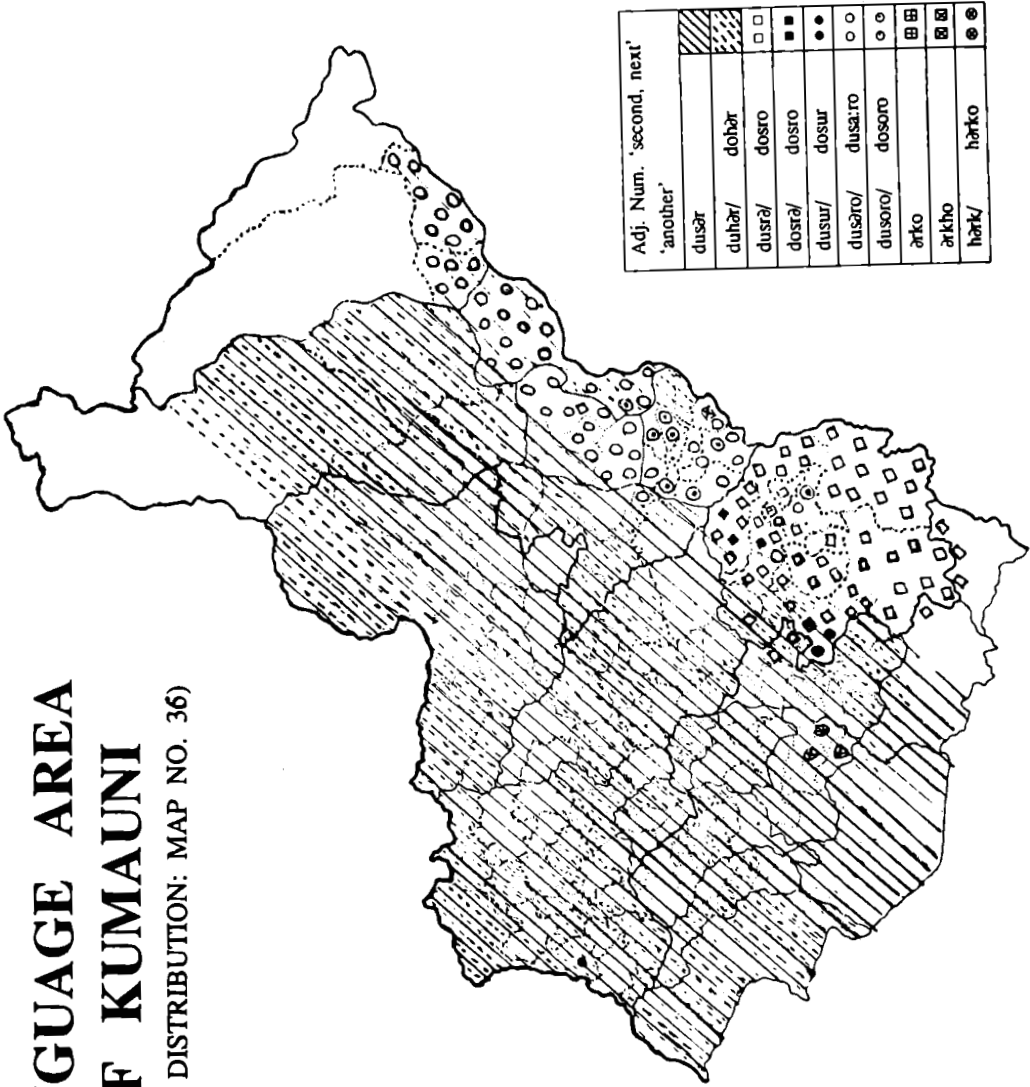 GUAGE AREA
F KUMAUNI
DISTRIBUTION: MAP NO. 36)
Adj. Num. ‘second, next’
‘another’
dusər
duhər/ dohər
dusrə/ dosro
dosrə/ dosro
dusur/ dosur
dusəro/ dusa:ro
dusoro/ dosoro
ərko
ərkho
hərk/ hərko